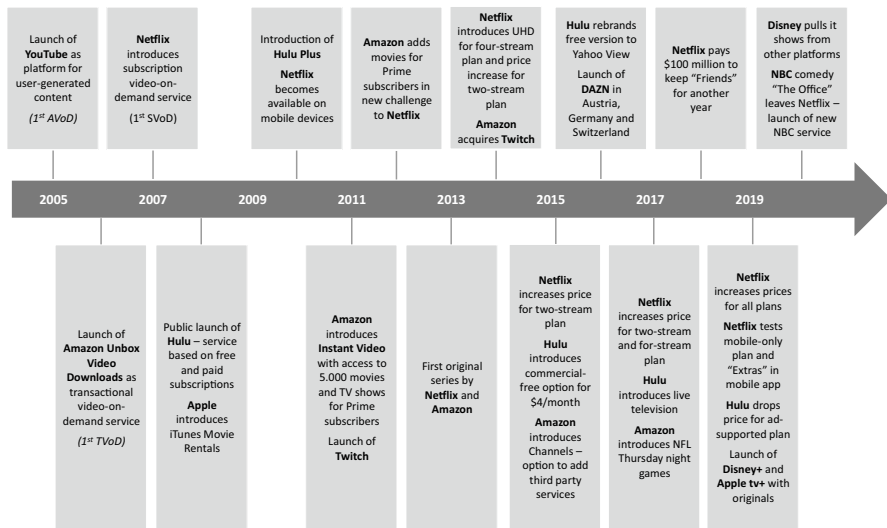 Launch of
YouTube as
platform for
user-generated
content
(1st AVoD)
Netflix
introduces
subscription
video-on-
demand service
(1st SVoD)
Introduction of
Hulu Plus
Netflix
becomes
available on
mobile devices
Amazon adds
movies for
Prime
subscribers in
new challenge
to Netflix
Netflix
introduces UHD
for four-stream
plan and price
increase for
two-stream
plan
Amazon
acquires Twitch
Hulu rebrands
free version to
Yahoo View
Launch of
DAZN in
Austria,
Germany and
Switzerland
Netflix pays
$100 million to
keep “Friends”
for another
year
Disney pulls it
shows from
other platforms
NBC comedy
“The Office”
leaves Netflix –
launch of new
NBC service
2005 2007 2009 2011 2013 2015 2017 2019
Launch of
Amazon Unbox
Video
Downloads as
transactional
video-on-
demand service
(1st TVoD)
Public launch of
Hulu – service
based on free
and paid
subscriptions
Apple
introduces
iTunes Movie
Rentals
Amazon
introduces
Instant Video
with access to
5.000 movies
and TV shows
for Prime
subscribers
Launch of
Twitch
First original
series by
Netflix and
Amazon
Netflix
increases price
for two-stream
plan
Hulu
introduces
commercial-
free option for
$4/month
Amazon
introduces
Channels –
option to add
third party
services
Netflix
increases price
for two-stream
and for-stream
plan
Hulu
introduces live
television
Amazon
introduces NFL
Thursday night
games
Netflix
increases prices
for all plans
Netflix tests
mobile-only
plan and
“Extras” in
mobile app
Hulu drops
price for ad-
supported plan
Launch of
Disney+ and
Apple tv+ with
originals